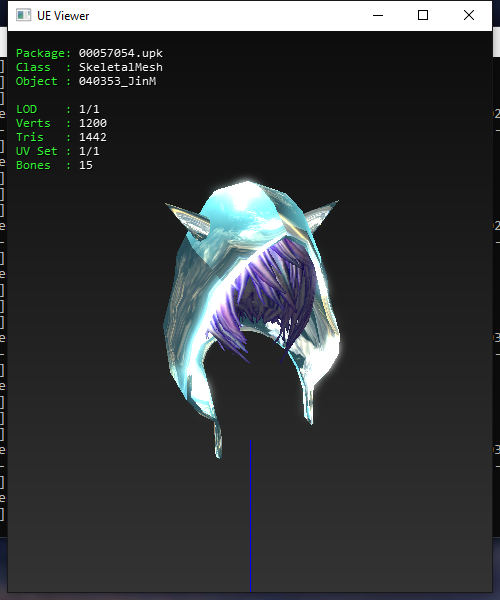 UE Viewer
Package: 00057054.upk
Class : SkeletalMesh
Object : 040353_JinM
LOD : 1/1
Verts : 1200
Tris : 1442
UV Set : 1/1
Bones : 15